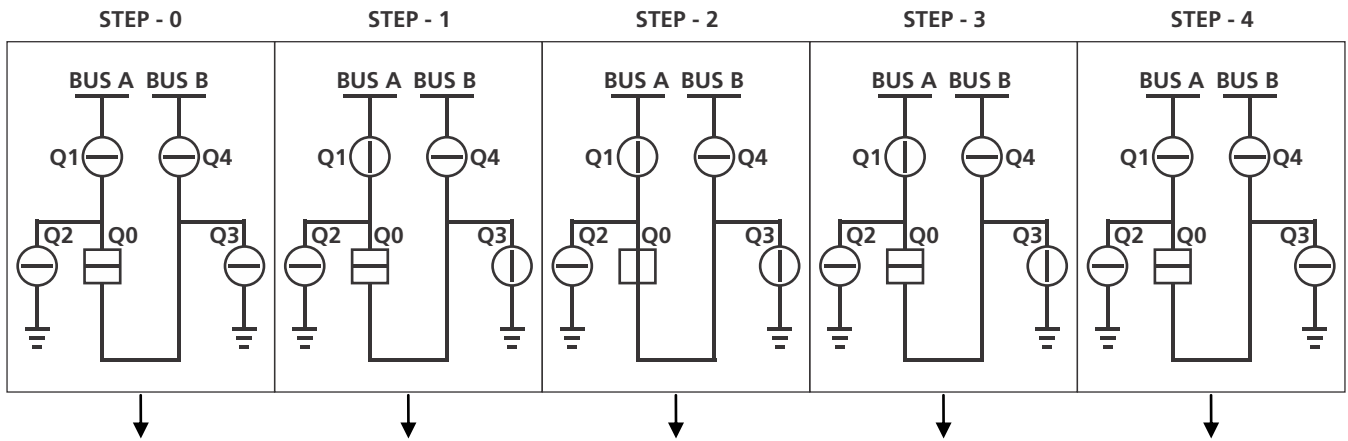 STEP - 0 STEP - 1 STEP - 2 STEP - 3 STEP - 4
BUS A BUS B BUS A BUS B BUS A BUS B BUS A BUS B BUS A BUS B
Q1 Q4 Q1 Q4 Q1 Q4 Q1 Q4 Q1 Q4
Q2 Q0 Q3 Q2 Q0 Q3 Q2 Q0 Q3 Q2 Q0 Q3 Q2 Q0 Q3